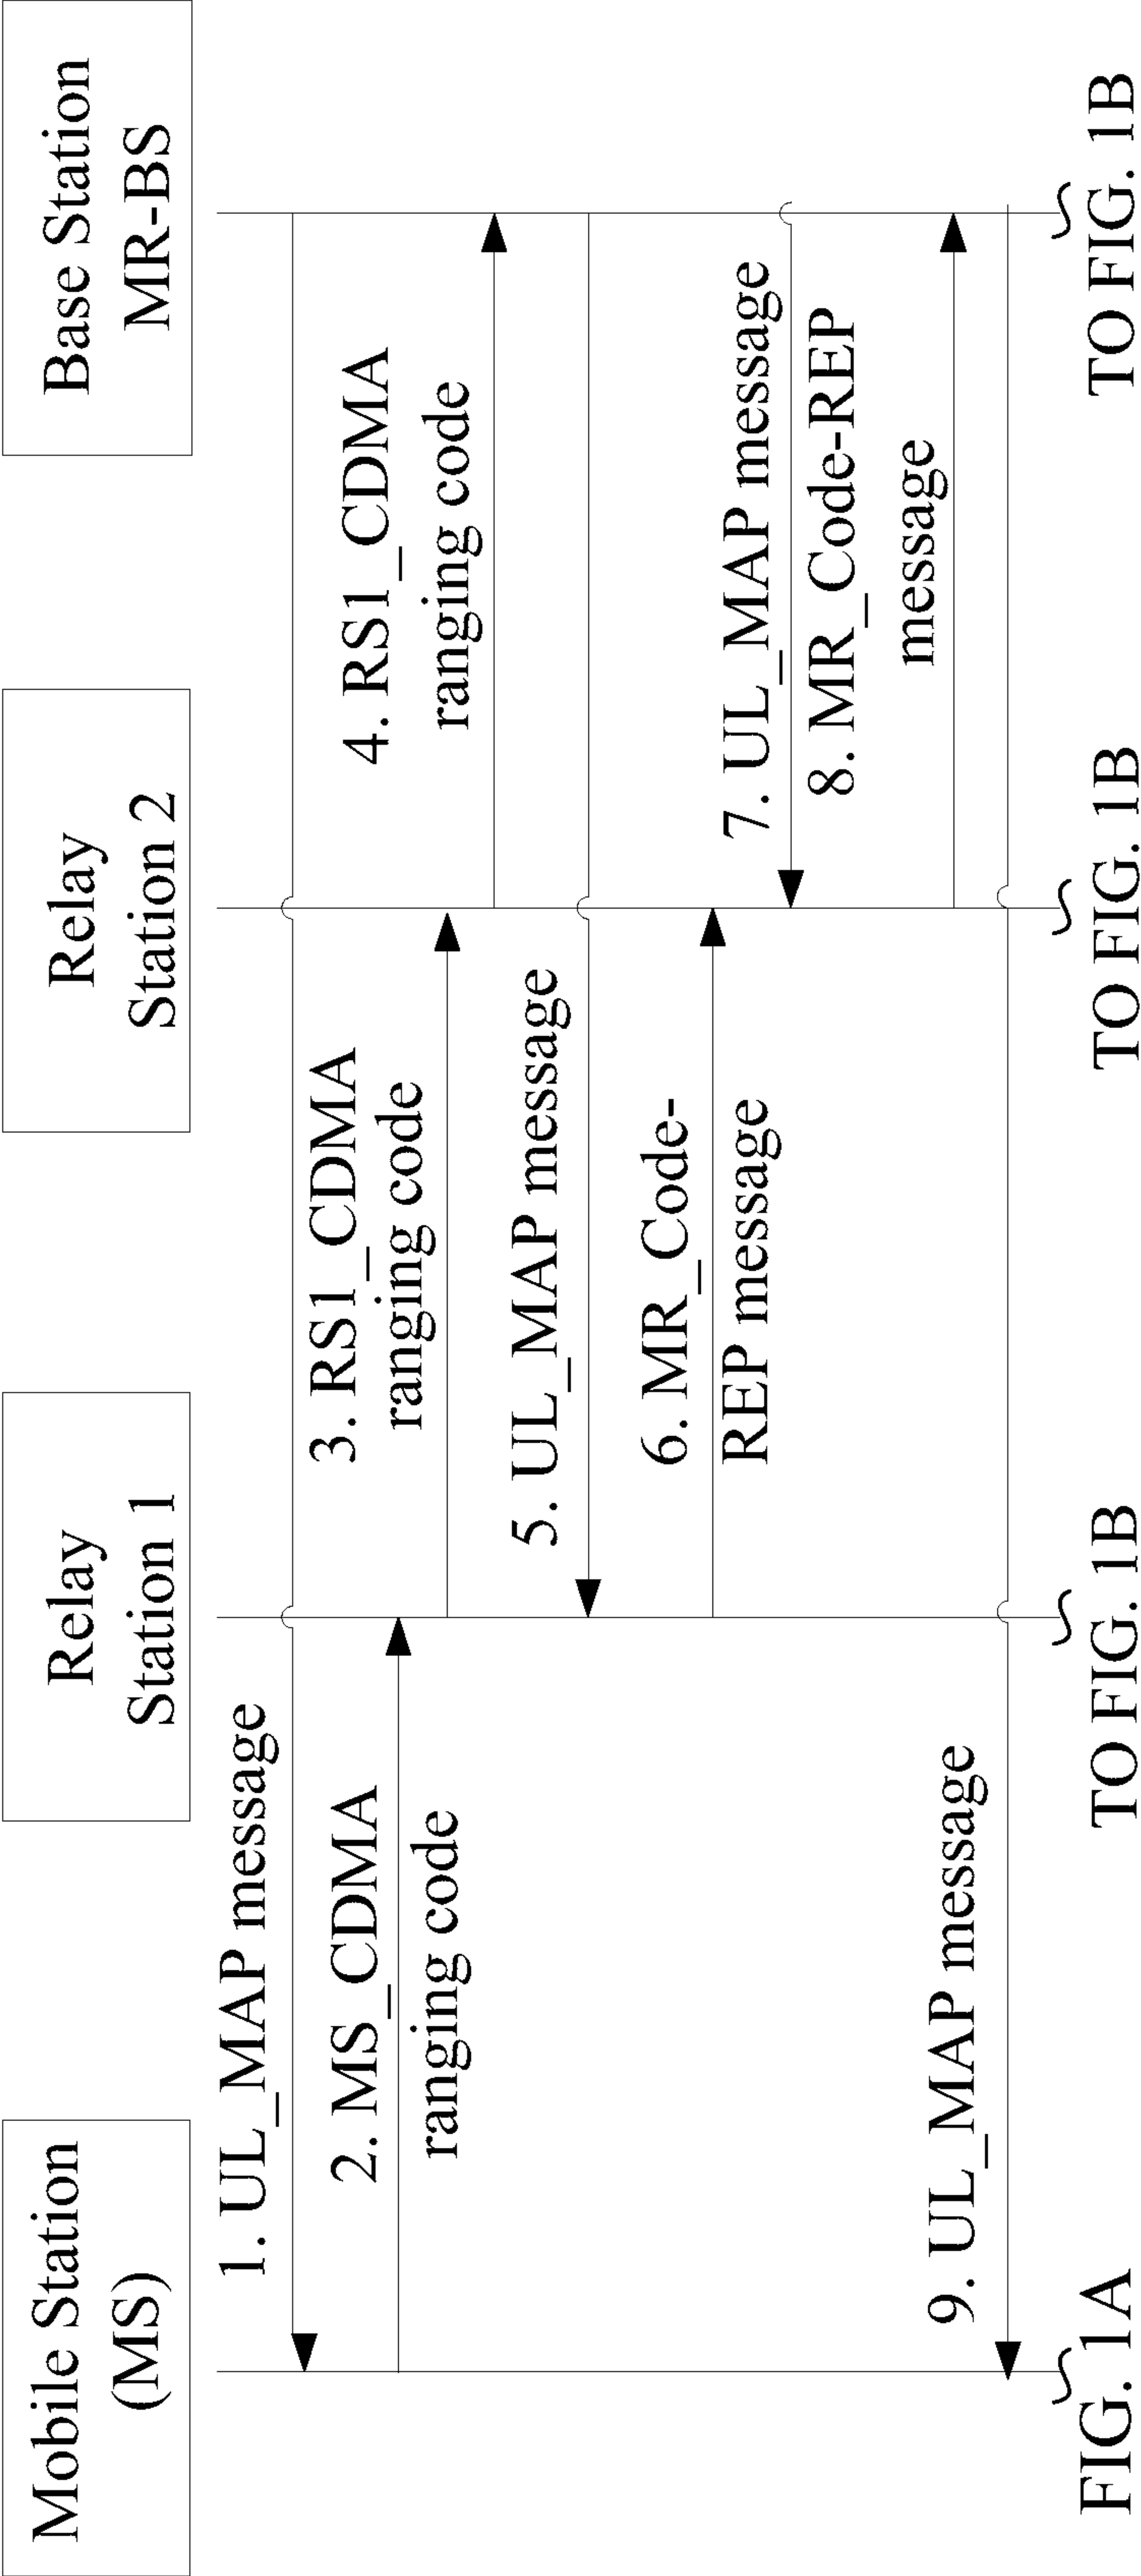 Mobile Station
(MS)
Relay
Station 1
Relay
Station 2
Base Station
MR-BS
1. UL_MAP message
2. MS_CDMA
ranging code
3. RS1_CDMA
ranging code
4. RS1_CDMA
ranging code
5. UL_MAP message
6. MR_Code-
REP message
7. UL_MAP message
8. MR_Code-REP
message
9. UL_MAP message
FIG. 1A
TO FIG. 1B
TO FIG. 1B
TO FIG. 1B